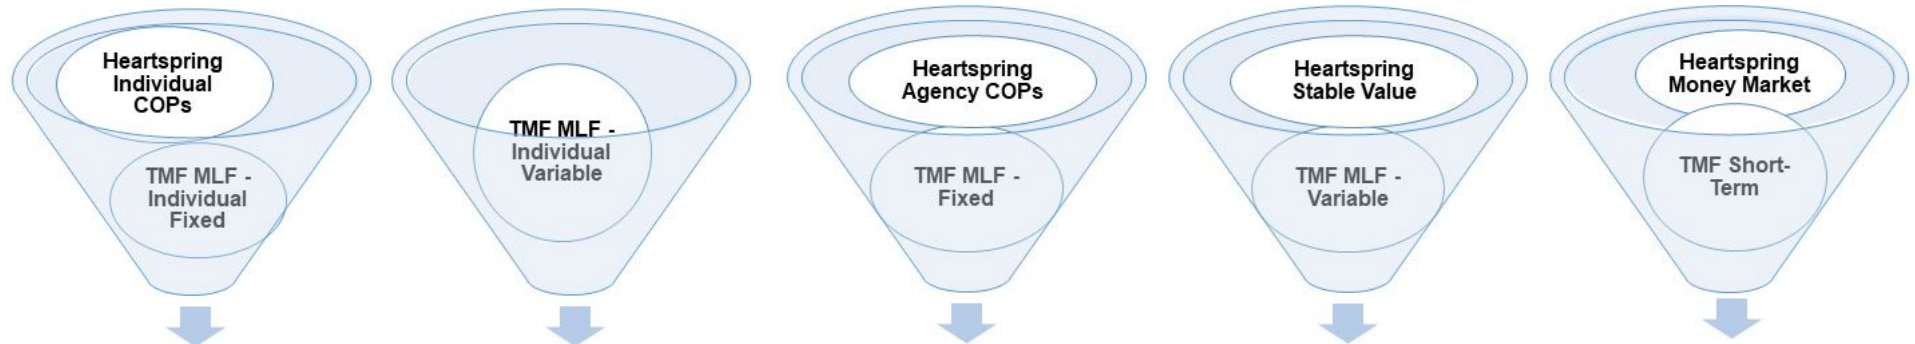 Heartspring
Individual
COPs
TMF MLF -
Individual
Fixed
TMF MLF -
Individual
Variable
Heartspring
Agency COPs
TMF MLF -
Fixed
Heartspring
Stable Value
TMF MLF -
Variable
Heartspring
Money Market
TMF Short-
Term